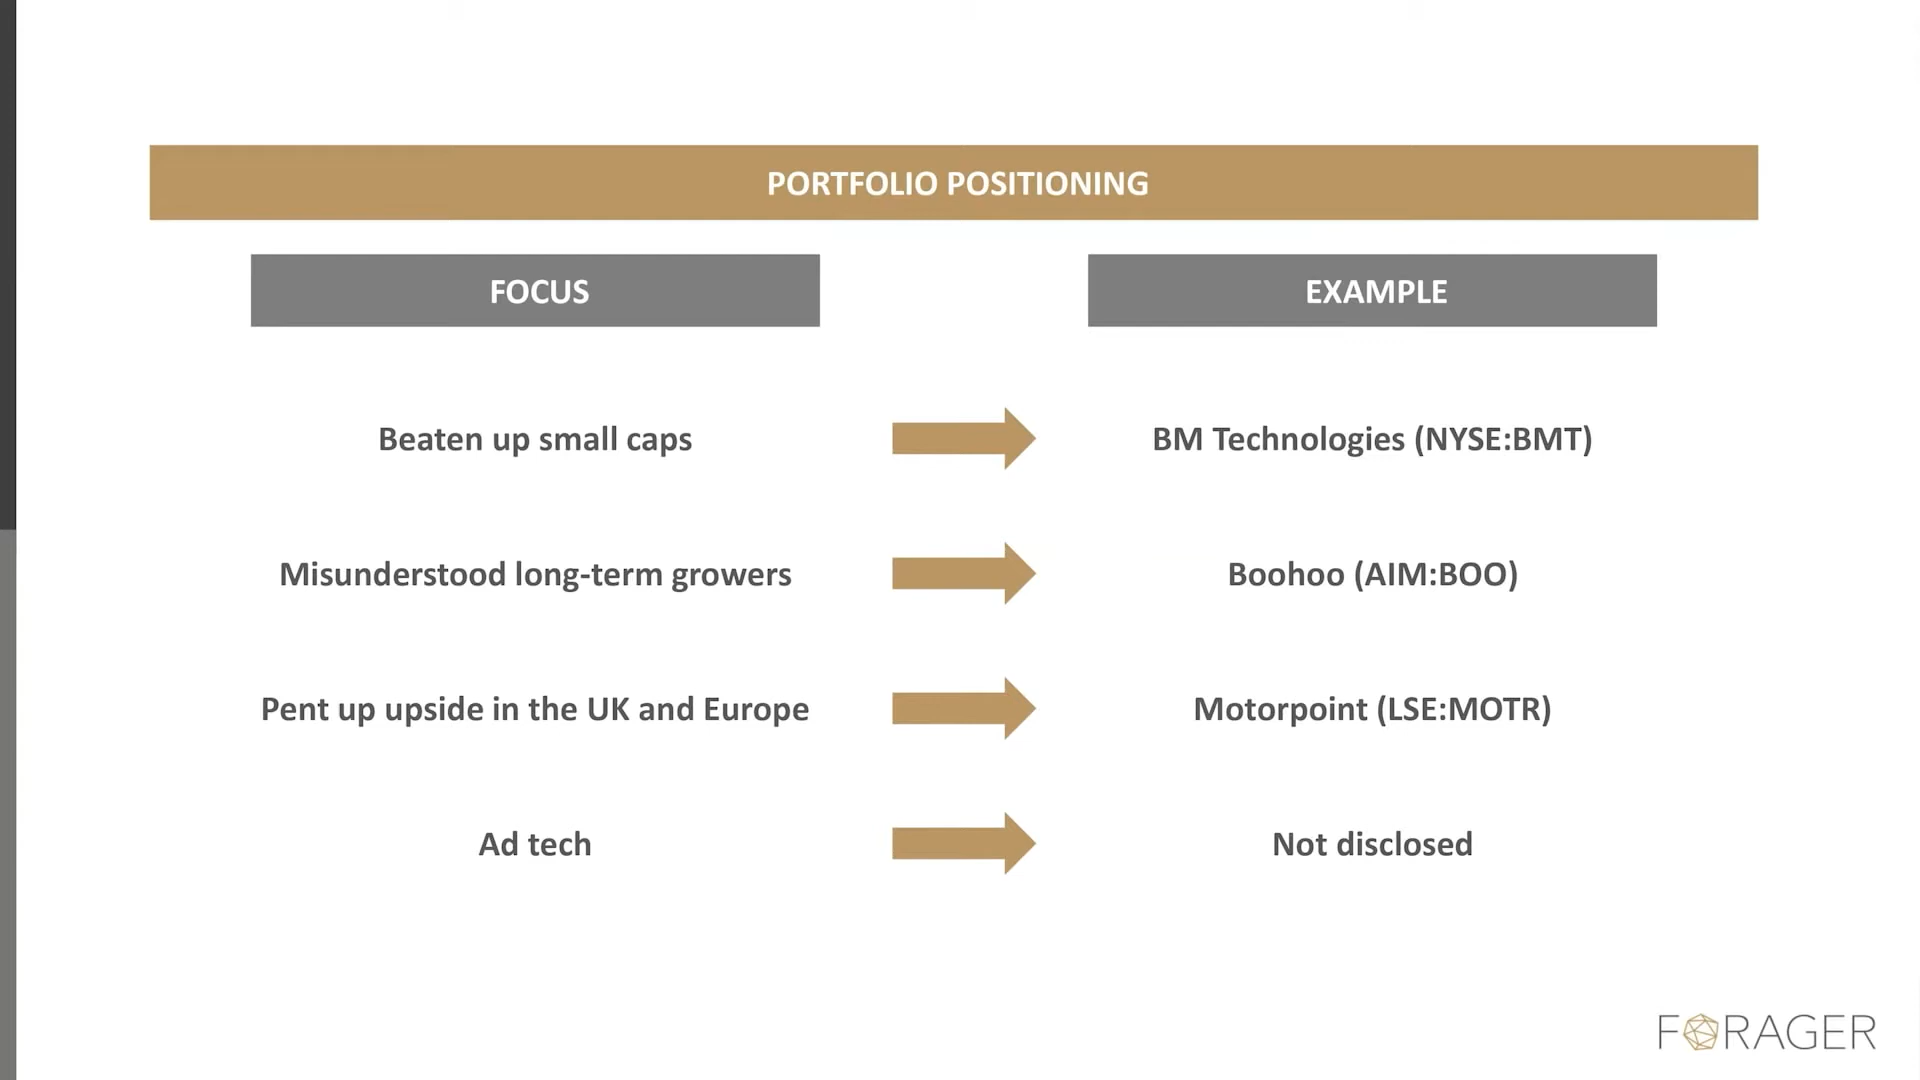 PORTFOLIO POSITIONING
FOCUS
EXAMPLE
Beaten up small caps
BM Technologies (NYSE:BMT)
Misunderstood long-term growers
Boohoo (AIM:BOO)
Pent up upside in the UK and Europe
Motorpoint (LSE:MOTR)
Ad tech
Not disclosed
FORAGER